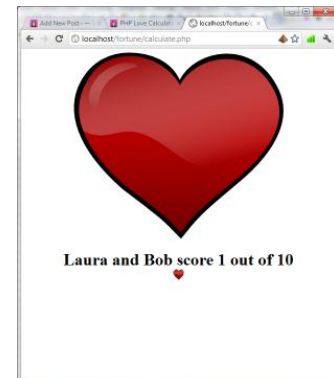 Add New Post ‹ —
PHP Love Calculat
localhost/fortune/c
localhost/fortune/calculate.php
Laura and Bob score 1 out of 10